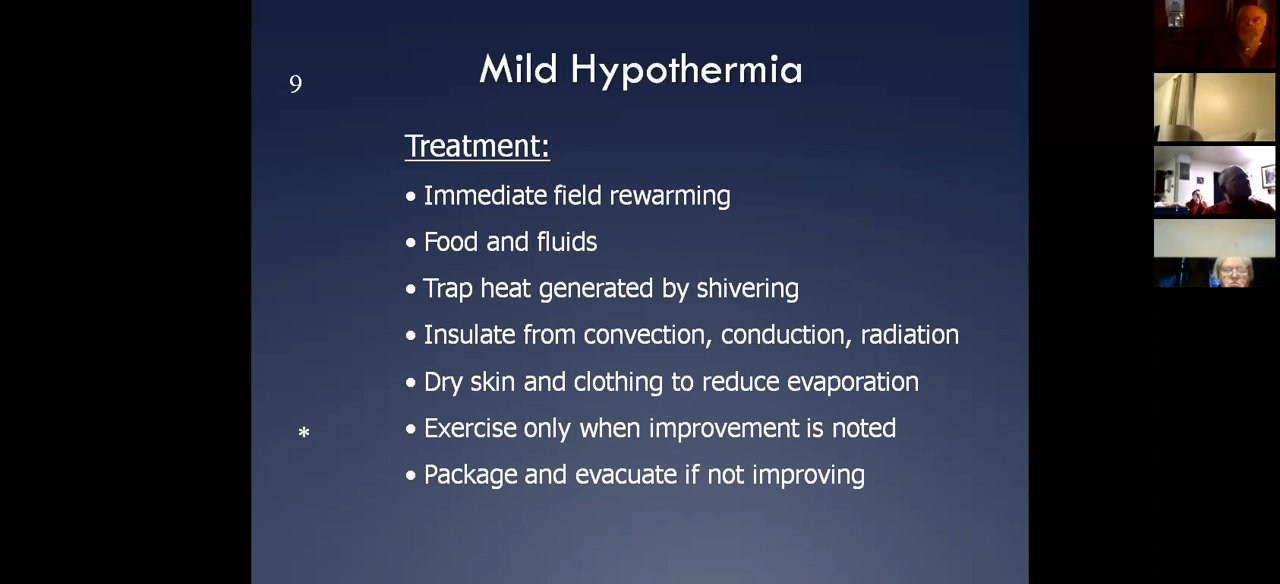 9
Mild Hypothermia
Treatment:
• Immediate field rewarming
• Food and fluids
• Trap heat generated by shivering
• Insulate from convection, conduction, radiation
• Dry skin and clothing to reduce evaporation
* • Exercise only when improvement is noted
• Package and evacuate if not improving